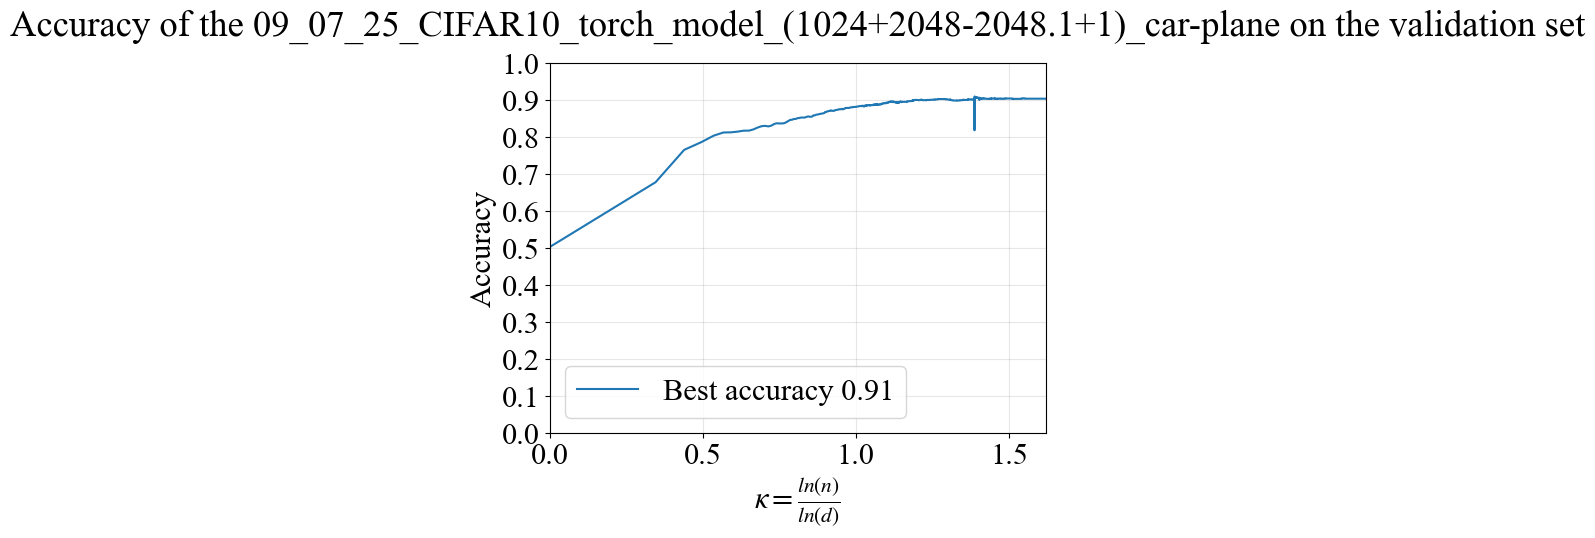 Accuracy of the 09_07_25_CIFAR10_torch_model_(1024+2048-2048.1+1)_car-plane on the validation set
1.0
0.9
0.8
0.7
0.6
0.5
0.4
0.3
0.2
0.1
0.0
Accuracy
Best accuracy 0.91
0.0 0.5 1.0 1.5
κ = ln(n) / ln(d)